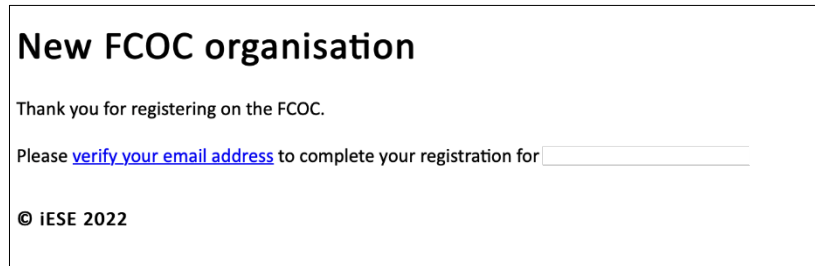 New FCOC organisation
Thank you for registering on the FCOC.
Please verify your email address to complete your registration for
© iESE 2022